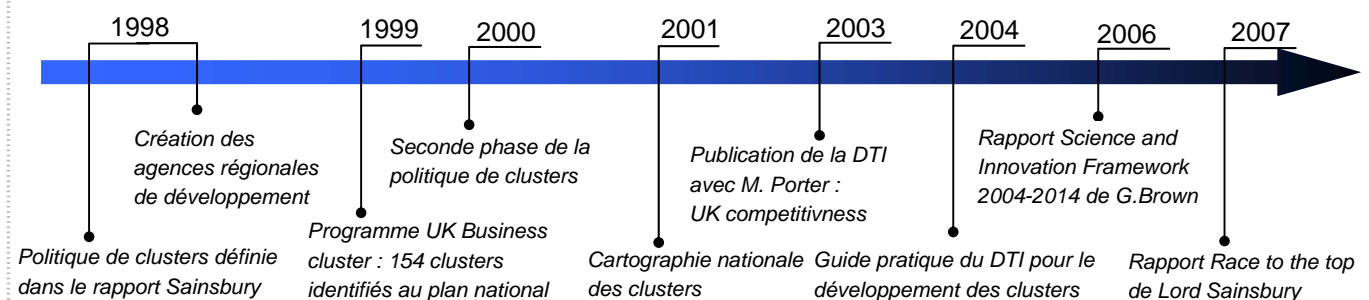 1998
1999
2000
2001
2003
2004
2006
2007
Création des
agences régionales
de développement
Seconde phase de la
politique de clusters
Publication de la DTI
avec M. Porter :
UK competitivness
Rapport Science and
Innovation Framework
2004-2014 de G.Brown
Politique de clusters définie
dans le rapport Sainsbury
Programme UK Business
cluster : 154 clusters
identifiés au plan national
Cartographie nationale
des clusters
Guide pratique du DTI pour le
développement des clusters
Rapport Race to the top
de Lord Sainsbury